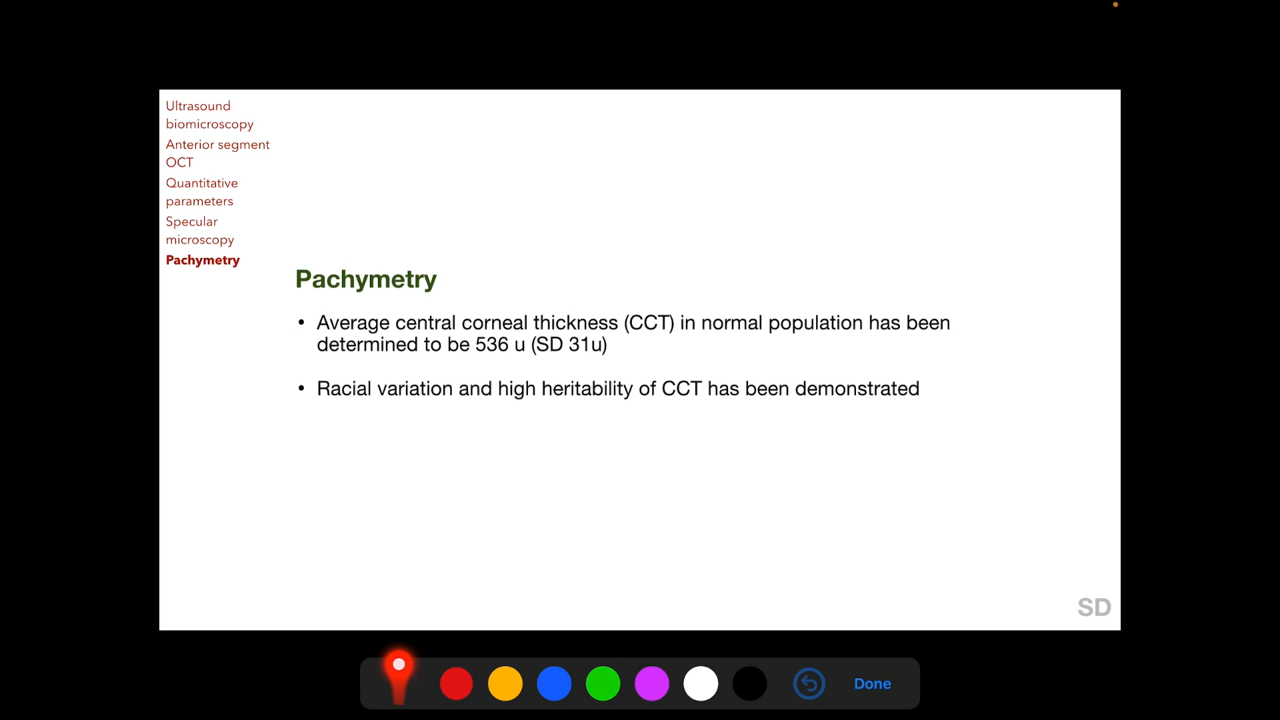 Ultrasound
biomicroscopy
Anterior segment
OCT
Quantitative
parameters
Specular
microscopy
Pachymetry
Pachymetry
• Average central corneal thickness (CCT) in normal population has been
determined to be 536 u (SD 31u)
• Racial variation and high heritability of CCT has been demonstrated
SD
Done